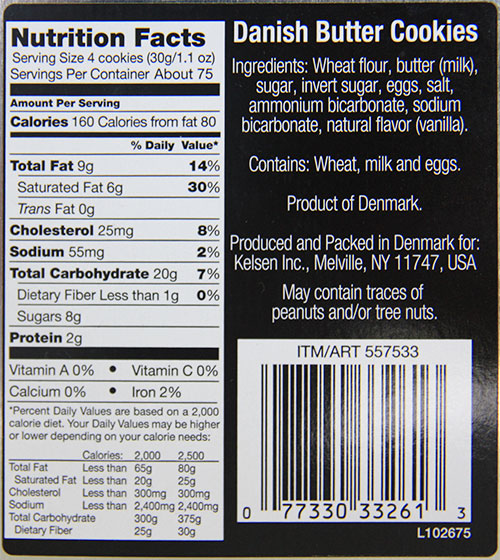 Nutrition Facts
Serving Size 4 cookies (30g/1.1 oz)
Servings Per Container About 75
Amount Per Serving
Calories 160 Calories from fat 80
% Daily Value*
Total Fat 9g 14%
Saturated Fat 6g 30%
Trans Fat 0g
Cholesterol 25mg 8%
Sodium 55mg 2%
Total Carbohydrate 20g 7%
Dietary Fiber Less than 1g 0%
Sugars 8g
Protein 2g
Vitamin A 0% • Vitamin C 0%
Calcium 0% • Iron 2%
*Percent Daily Values are based on a 2,000
calorie diet. Your Daily Values may be higher
or lower depending on your calorie needs:
Calories: 2,000 2,500
Total Fat Less than 65g 80g
Saturated Fat Less than 20g 25g
Cholesterol Less than 300mg 300mg
Sodium Less than 2,400mg 2,400mg
Total Carbohydrate 300g 375g
Dietary Fiber 25g 30g
Danish Butter Cookies
Ingredients: Wheat flour, butter (milk),
sugar, invert sugar, eggs, salt,
ammonium bicarbonate, sodium
bicarbonate, natural flavor (vanilla).
Contains: Wheat, milk and eggs.
Product of Denmark.
Produced and Packed in Denmark for:
Kelsen Inc., Melville, NY 11747, USA
May contain traces of
peanuts and/or tree nuts.
ITM/ART 557533
0 77330 33261 3
L102675